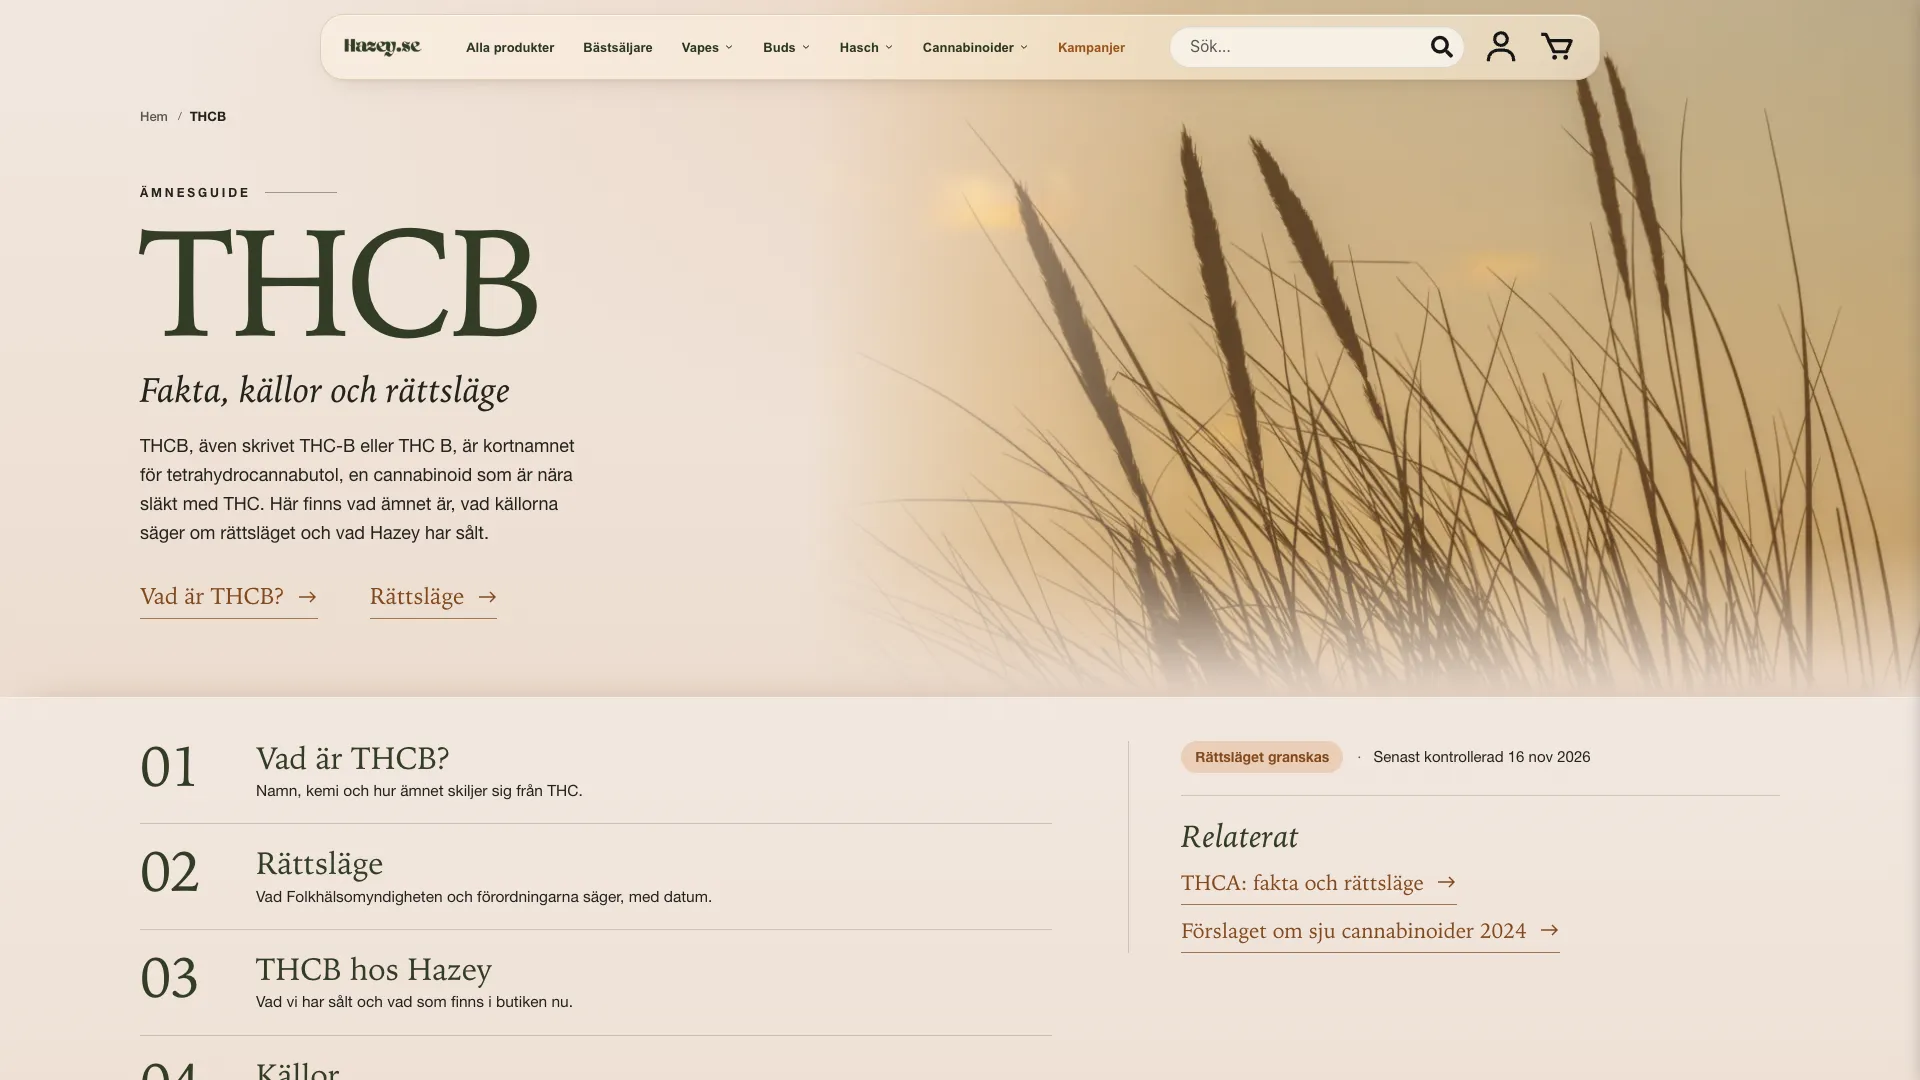 Hazey.se
Alla produkter
Bästsäljare
Vapes
Buds
Hasch
Cannabinoider
Kampanjer
Sök...
Hem / THCB
ÄMNESGUIDE
THCB
Fakta, källor och rättsläge
THCB, även skrivet THC-B eller THC B, är kortnamnet
för tetrahydrocannabutol, en cannabinoid som är nära
släkt med THC. Här finns vad ämnet är, vad källorna
säger om rättsläget och vad Hazey har sålt.
Vad är THCB? →
Rättsläge →
01
Vad är THCB?
Namn, kemi och hur ämnet skiljer sig från THC.
02
Rättsläge
Vad Folkhälsomyndigheten och förordningarna säger, med datum.
03
THCB hos Hazey
Vad vi har sålt och vad som finns i butiken nu.
04
Källor
Rättsläget granskas · Senast kontrollerad 16 nov 2026
Relaterat
THCA: fakta och rättsläge →
Förslaget om sju cannabinoider 2024 →